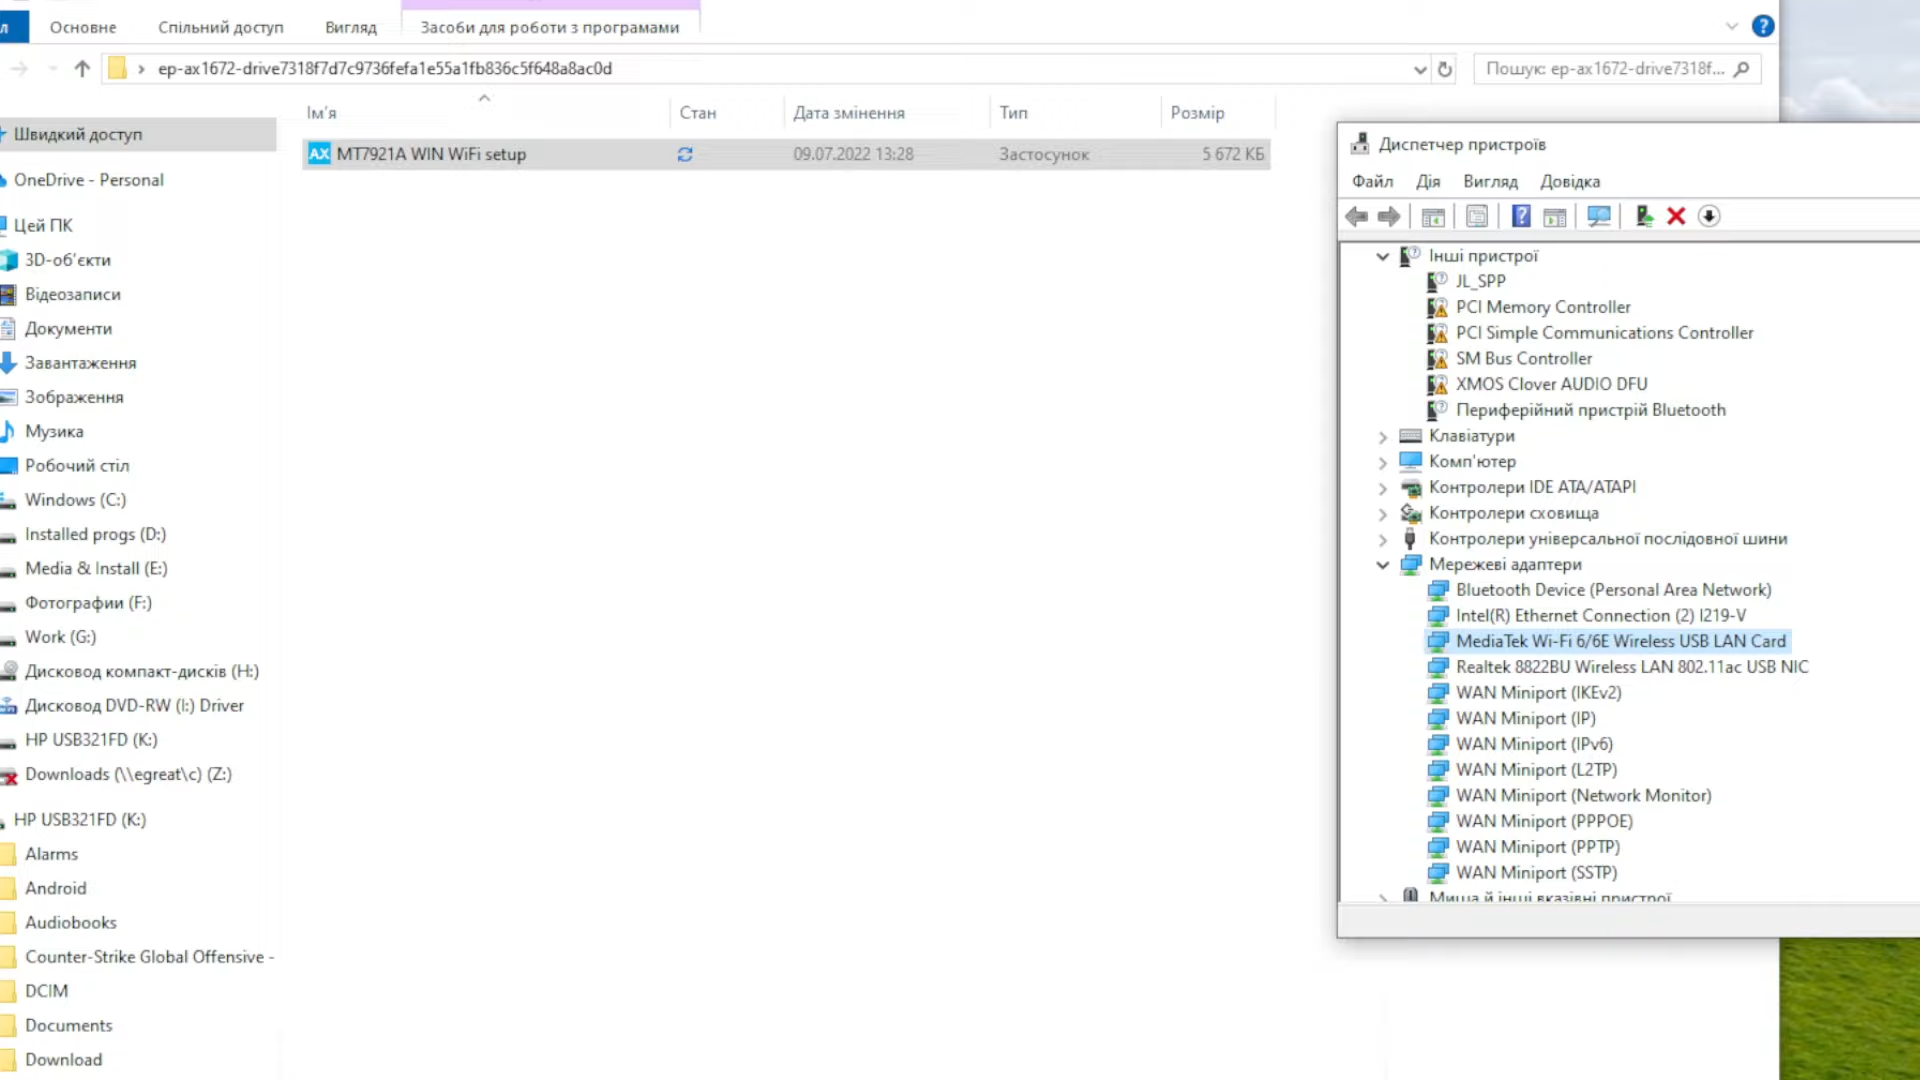 л Основне Спільний доступ Вигляд Засоби для роботи з програмами
ep-ax1672-drive7318f7d7c9736fefa1e55a1fb836c5f648a8ac0d
Пошук: ep-ax1672-drive7318f...
Ім'я Стан Дата змінення Тип Розмір
MT7921A WIN WiFi setup 09.07.2022 13:28 Застосунок 5 672 КБ
Швидкий доступ
OneDrive - Personal
Цей ПК
3D-об'єкти
Відеозаписи
Документи
Завантаження
Зображення
Музика
Робочий стіл
Windows (C:)
Installed progs (D:)
Media & Install (E:)
Фотографии (F:)
Work (G:)
Дисковод компакт-дисків (H:)
Дисковод DVD-RW (I:) Driver
HP USB321FD (K:)
Downloads (\\egreat\c) (Z:)
HP USB321FD (K:)
Alarms
Android
Audiobooks
Counter-Strike Global Offensive -
DCIM
Documents
Download
Диспетчер пристроїв
Файл Дія Вигляд Довідка
Інші пристрої
JL_SPP
PCI Memory Controller
PCI Simple Communications Controller
SM Bus Controller
XMOS Clover AUDIO DFU
Периферійний пристрій Bluetooth
Клавіатури
Комп'ютер
Контролери IDE ATA/ATAPI
Контролери сховища
Контролери універсальної послідовної шини
Мережеві адаптери
Bluetooth Device (Personal Area Network)
Intel(R) Ethernet Connection (2) I219-V
MediaTek Wi-Fi 6/6E Wireless USB LAN Card
Realtek 8822BU Wireless LAN 802.11ac USB NIC
WAN Miniport (IKEv2)
WAN Miniport (IP)
WAN Miniport (IPv6)
WAN Miniport (L2TP)
WAN Miniport (Network Monitor)
WAN Miniport (PPPOE)
WAN Miniport (PPTP)
WAN Miniport (SSTP)
Миша й інші вказівні пристрої